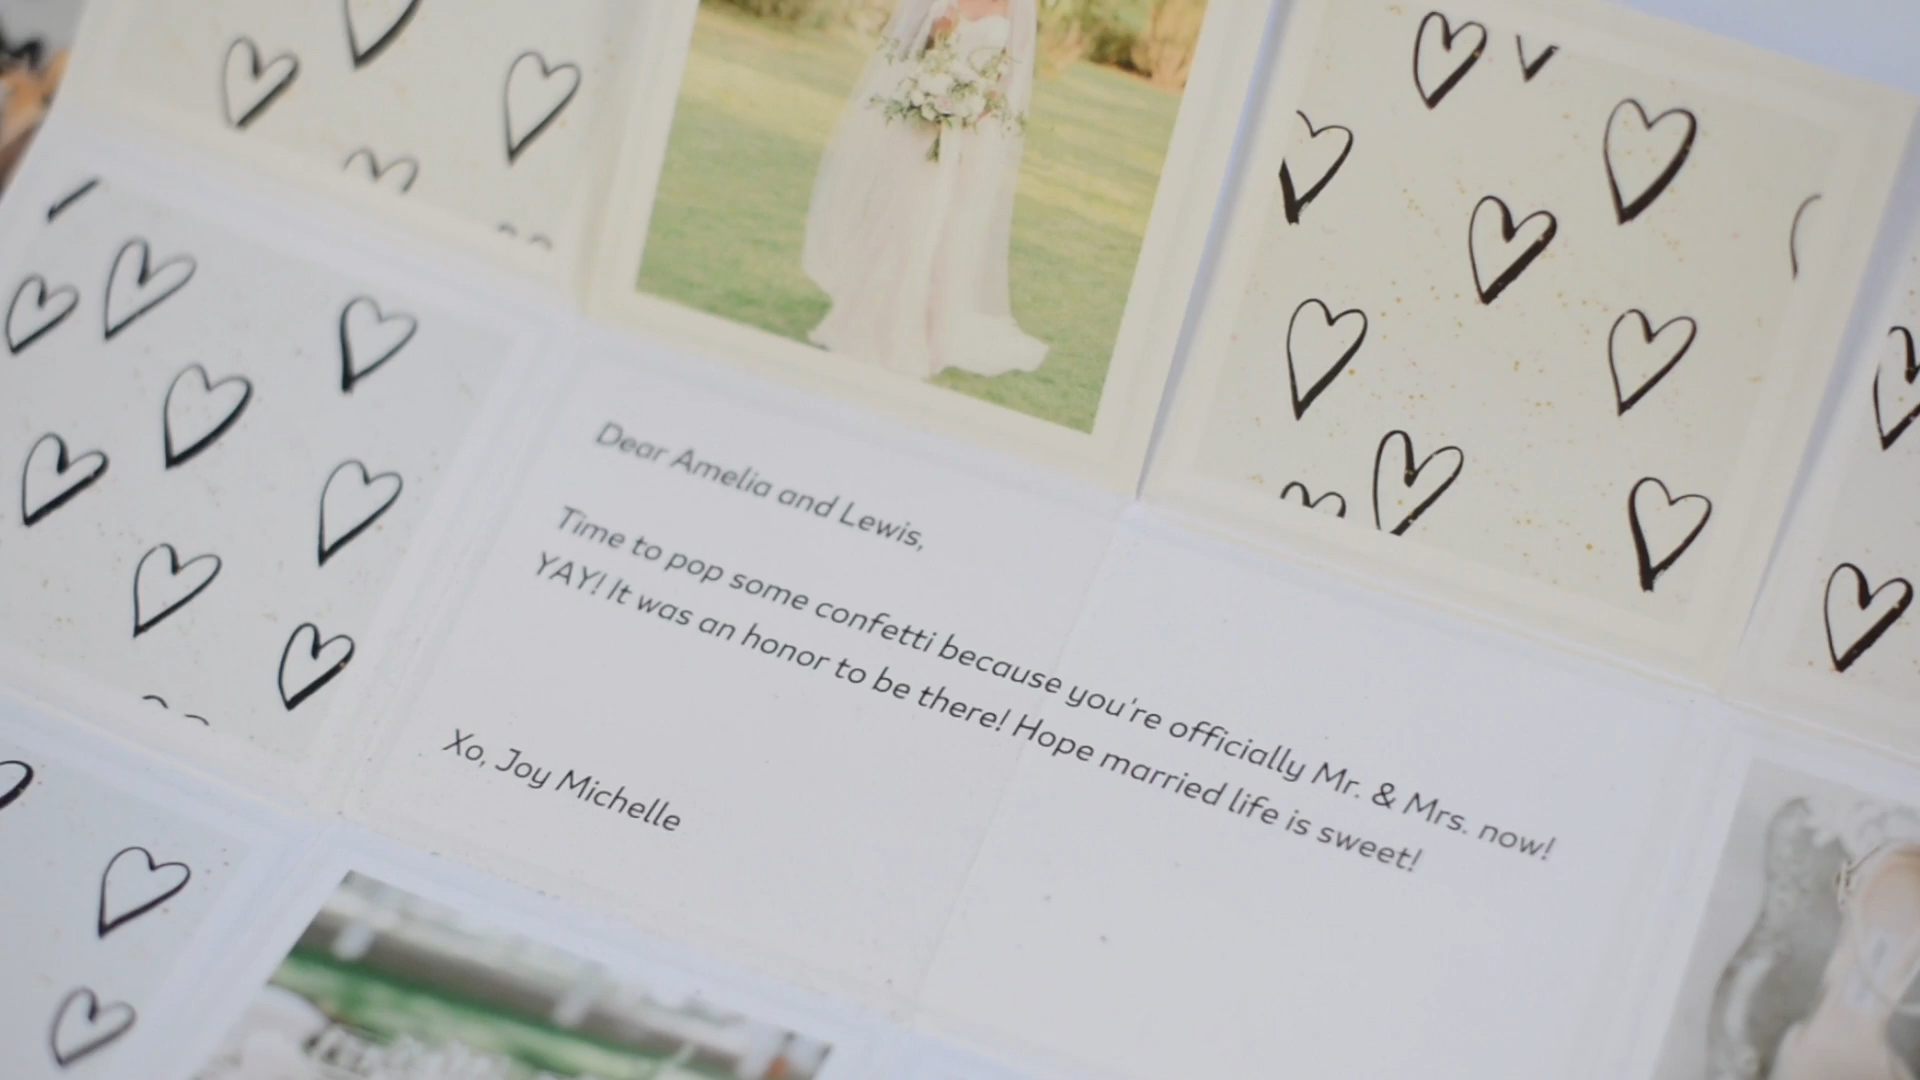 Dear Amelia and Lewis,
Time to pop some confetti because you're officially Mr. & Mrs. now!
YAY! It was an honor to be there! Hope married life is sweet!
Xo, Joy Michelle